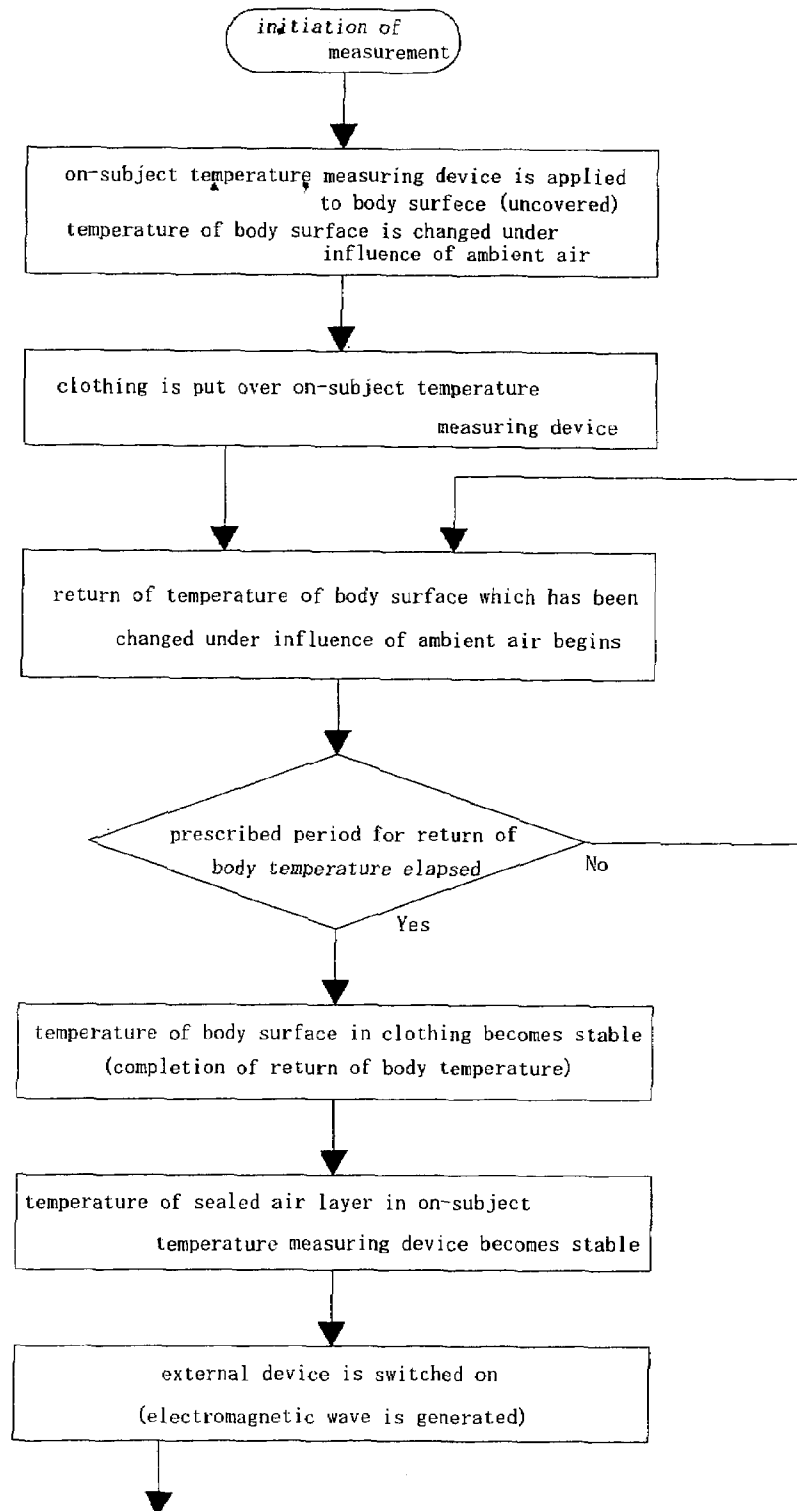 initiation of
measurement
on-subject temperature measuring device is applied
to body surfece (uncovered)
temperature of body surface is changed under
influence of ambient air
clothing is put over on-subject temperature
measuring device
return of temperature of body surface which has been
changed under influence of ambient air begins
prescribed period for return of
body temperature elapsed
No
Yes
temperature of body surface in clothing becomes stable
(completion of return of body temperature)
temperature of sealed air layer in on-subject
temperature measuring device becomes stable
external device is switched on
(electromagnetic wave is generated)